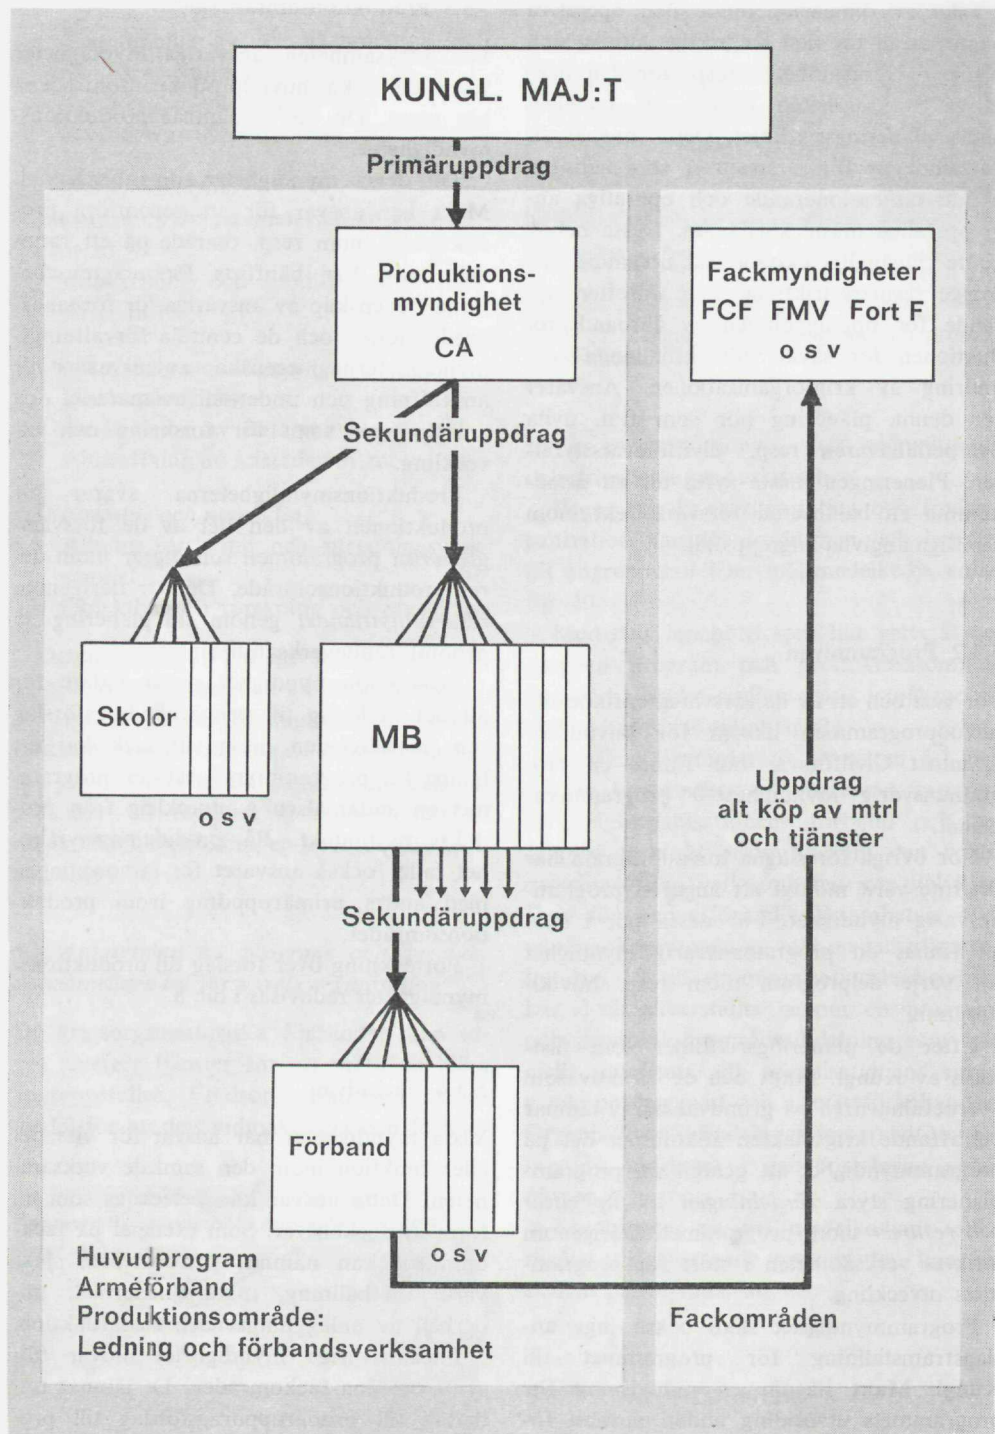 KUNGL. MAJ:T
Primäruppdrag
Produktions-
myndighet
CA
Fackmyndigheter
FCF FMV Fort F
o s v
Sekundäruppdrag
Skolor
o s v
MB
Sekundäruppdrag
Uppdrag
alt köp av mtrl
och tjänster
Förband
o s v
Huvudprogram
Arméförband
Produktionsområde:
Ledning och förbandsverksamhet
Fackområden